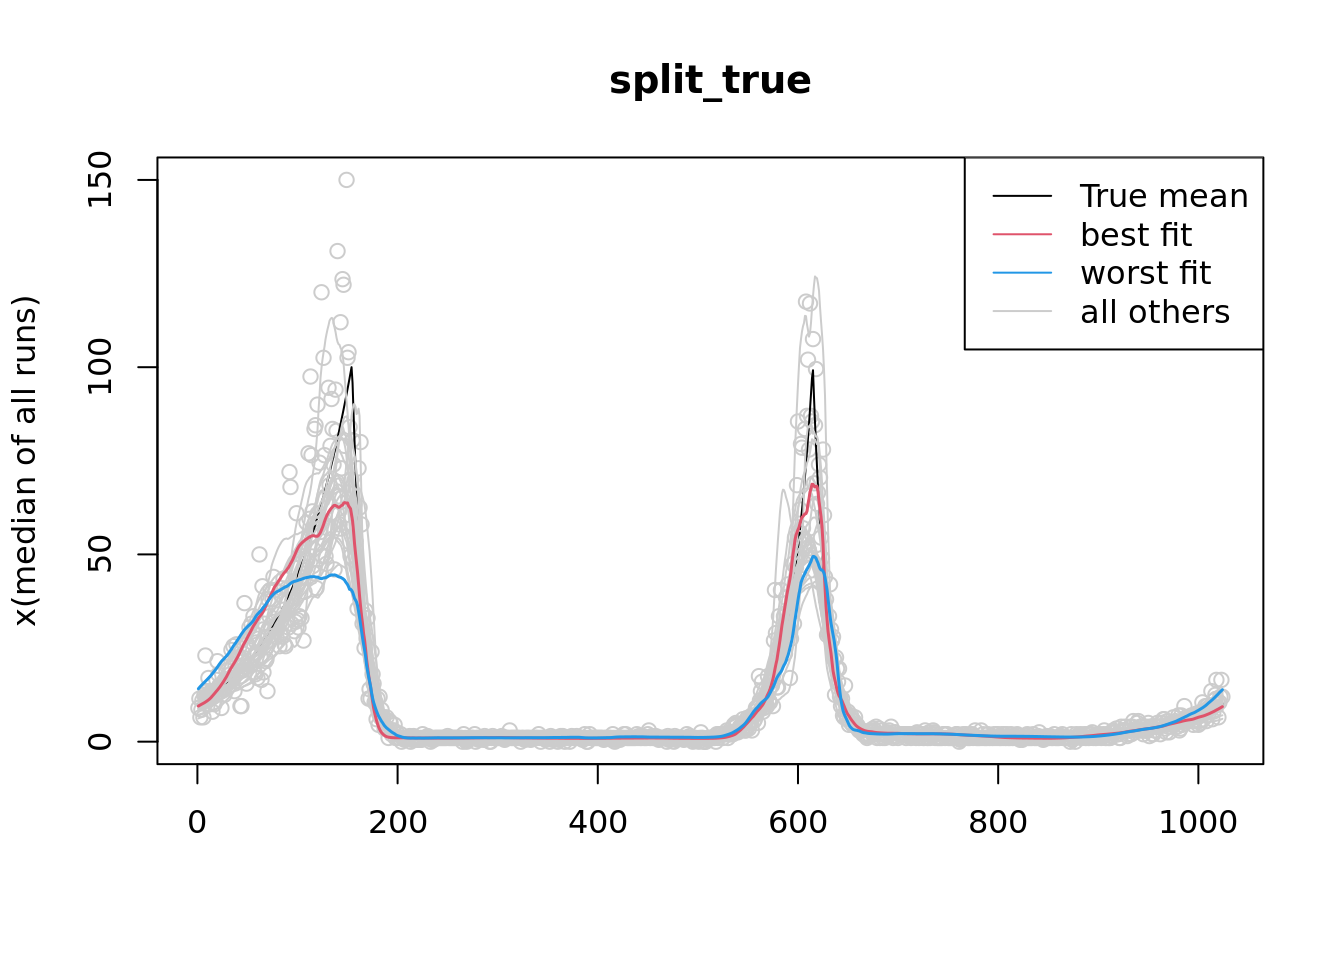 split_true
x(median of all runs)
150
100
50
0
0 200 400 600 800 1000
True mean
best fit
worst fit
all others